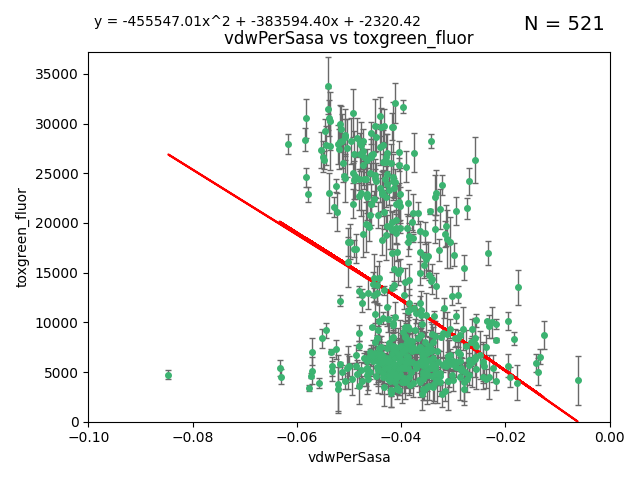 y = -455547.01x^2 + -383594.40x + -2320.42
N = 521
vdwPerSasa vs toxgreen_fluor
35000
30000
25000
20000
15000
10000
5000
0
toxgreen_fluor
−0.10
−0.08
−0.06
−0.04
−0.02
0.00
vdwPerSasa